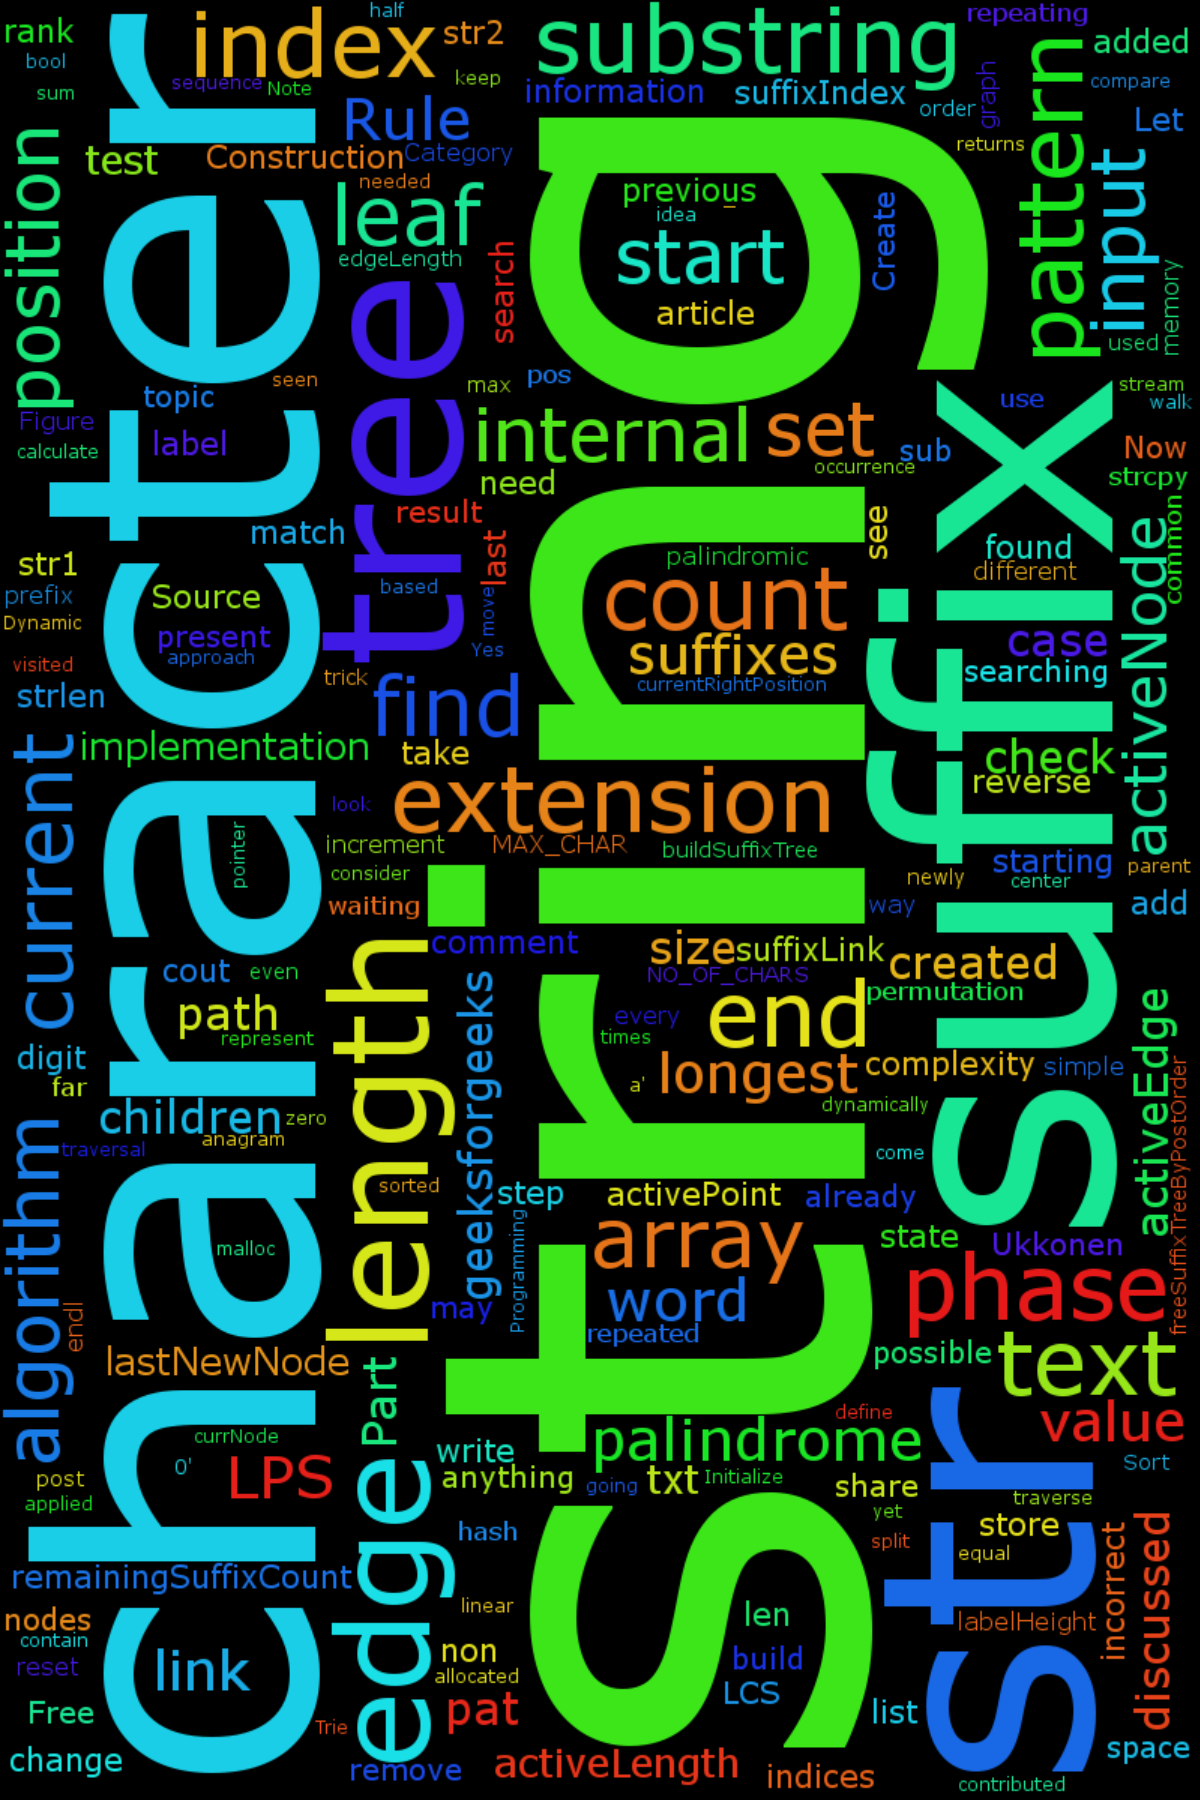 half
rank
index
str2
substring
repeating
bool
added
sequence
Note
keep
information
suffixIndex
order
graph
compare
sum
Rule
Let
test
Construction
Category
returns
pattern
position
needed
leaf
previous
idea
_
Create
input
start
edgeLength
search
article
memory
used
character
tree
string
suffix
topic
seen
max
pos
use
stream
walk
Figure
calculate
label
internal
set
sub
Now
occurrence
strcpy
need
match
result
last
see
common
found
palindromic
different
str1
prefix
Dynamic
Source
based
move
count
activeNode
present
approach
Yes
suffixes
case
visited
strlen
trick
currentRightPosition
searching
find
implementation
take
check
reverse
current
look
extension
pointer
increment
MAX_CHAR
buildSuffixTree
starting
parent
consider
newly
center
waiting
way
add
comment
size
suffixLink
created
cout
even
NO_OF_CHARS
permutation
path
represent
length
geeksforgeeks
every
times
end
digit
far
a'
longest
complexity
simple
activeEdge
children
zero
dynamically
anagram
traversal
come
freeSuffixTreeByPostOrder
algorithm
sorted
step
activePoint
already
malloc
Programming
array
state
Ukkonen
endl
may
word
phase
repeated
lastNewNode
Part
possible
text
define
value
currNode
write
palindrome
0'
LPS
anything
going
txt
Initialize
share
Sort
post
applied
edge
yet
traverse
hash
split
store
equal
str
incorrect
discussed
remainingSuffixCount
nodes
contain
reset
linear
len
labelHeight
link
non
allocated
build
LCS
Free
Trie
pat
list
change
remove
activeLength
indices
space
contributed